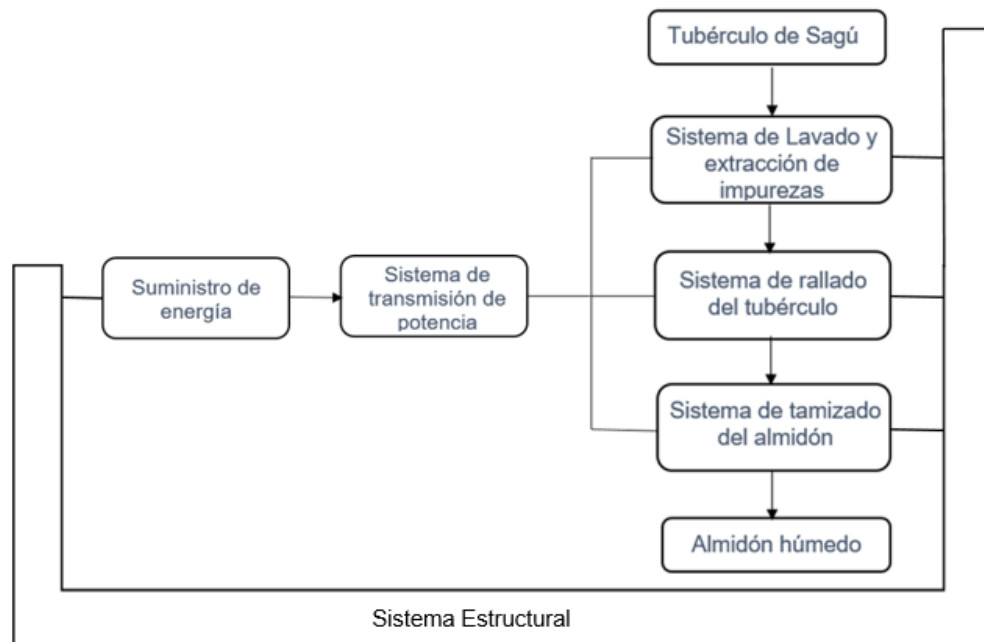 Tubérculo de Sagú
Sistema de Lavado y
extracción de
impurezas
Suministro de
energía
Sistema de
transmisión de
potencia
Sistema de rallado
del tubérculo
Sistema de tamizado
del almidón
Almidón húmedo
Sistema Estructural